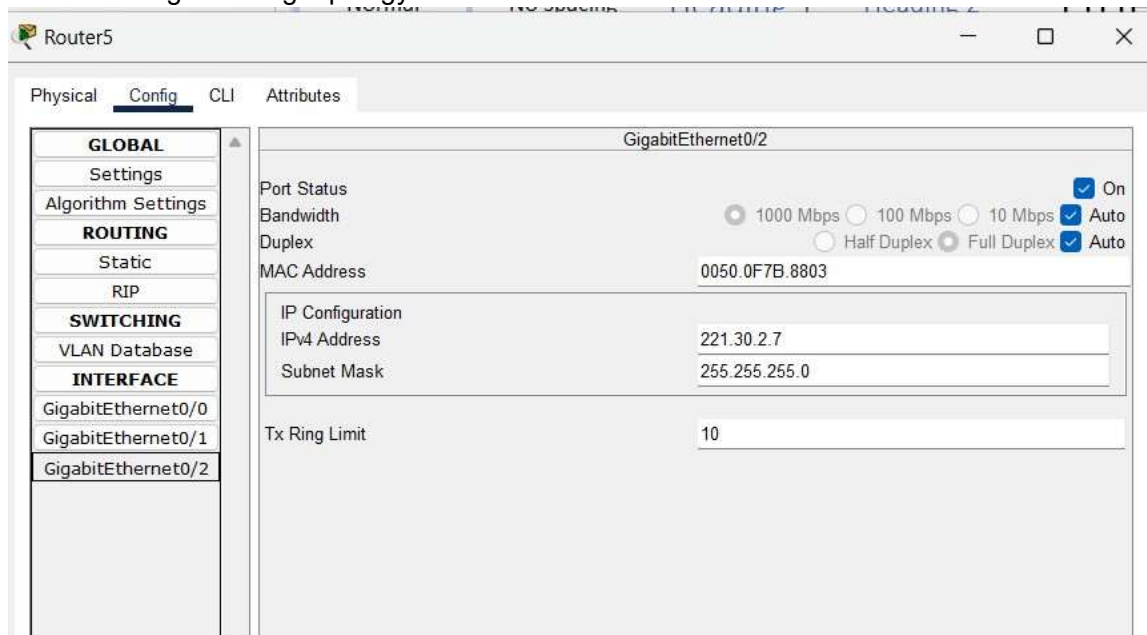 Router5
Physical Config CLI Attributes
GLOBAL
Settings
Algorithm Settings
ROUTING
Static
RIP
SWITCHING
VLAN Database
INTERFACE
GigabitEthernet0/0
GigabitEthernet0/1
GigabitEthernet0/2
GigabitEthernet0/2
Port Status On
Bandwidth 1000 Mbps 100 Mbps 10 Mbps Auto
Duplex Half Duplex Full Duplex Auto
MAC Address 0050.0F7B.8803
IP Configuration
IPv4 Address 221.30.2.7
Subnet Mask 255.255.255.0
Tx Ring Limit 10